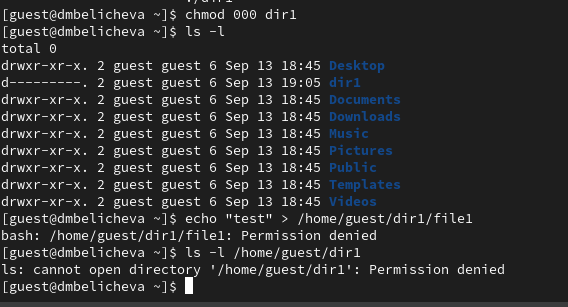 [guest@dmbelicheva ~]$ chmod 000 dir1
[guest@dmbelicheva ~]$ ls -l
total 0
drwxr-xr-x. 2 guest guest 6 Sep 13 18:45 Desktop
d---------. 2 guest guest 6 Sep 13 19:05 dir1
drwxr-xr-x. 2 guest guest 6 Sep 13 18:45 Documents
drwxr-xr-x. 2 guest guest 6 Sep 13 18:45 Downloads
drwxr-xr-x. 2 guest guest 6 Sep 13 18:45 Music
drwxr-xr-x. 2 guest guest 6 Sep 13 18:45 Pictures
drwxr-xr-x. 2 guest guest 6 Sep 13 18:45 Public
drwxr-xr-x. 2 guest guest 6 Sep 13 18:45 Templates
drwxr-xr-x. 2 guest guest 6 Sep 13 18:45 Videos
[guest@dmbelicheva ~]$ echo "test" > /home/guest/dir1/file1
bash: /home/guest/dir1/file1: Permission denied
[guest@dmbelicheva ~]$ ls -l /home/guest/dir1
ls: cannot open directory '/home/guest/dir1': Permission denied
[guest@dmbelicheva ~]$